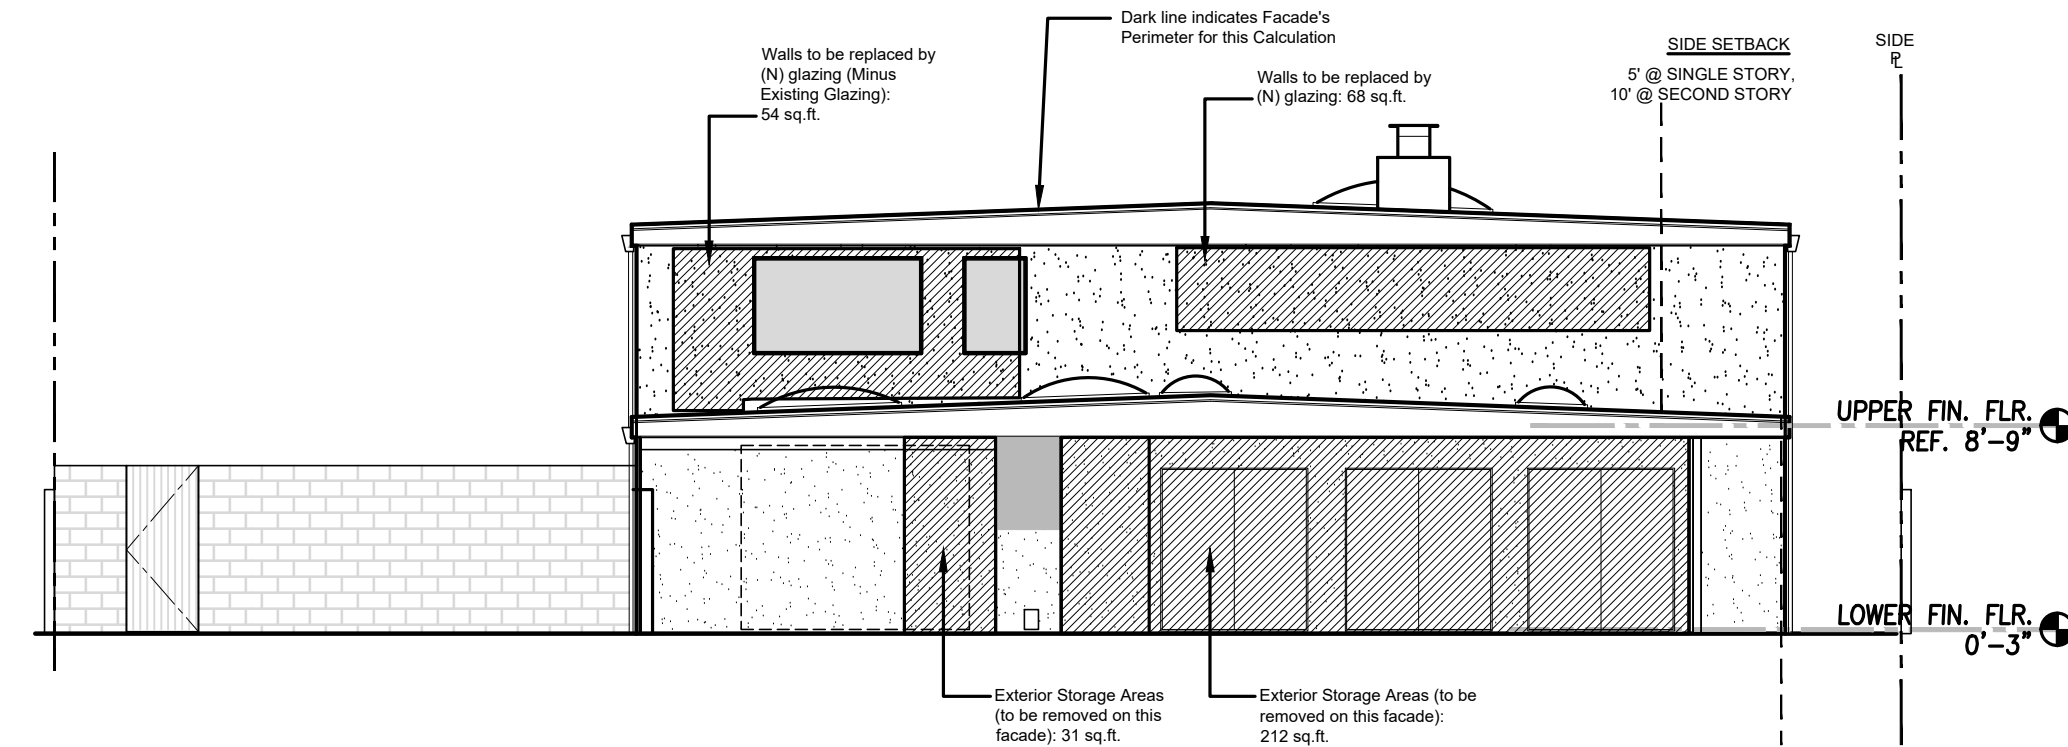 Dark line indicates Facade's
Perimeter for this Calculation
Walls to be replaced by
(N) glazing (Minus
Existing Glazing):
54 sq.ft.
Walls to be replaced by
(N) glazing: 68 sq.ft.
SIDE SETBACK
5' @ SINGLE STORY,
10' @ SECOND STORY
SIDE
PL
UPPER FIN. FLR.
REF. 8'-9"
LOWER FIN. FLR.
0'-3"
Exterior Storage Areas
(to be removed on this
facade): 31 sq.ft.
Exterior Storage Areas (to be
removed on this facade):
212 sq.ft.